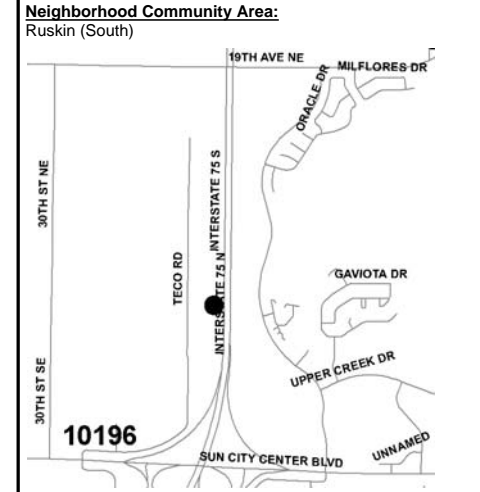 Neighborhood Community Area:
Ruskin (South)
19TH AVE NE
MILFLORES DR
ORACLE DR
30TH ST NE
INTERSTATE 75 S
TECO RD
INTERSTATE 75 N
GAVIOTA DR
UPPER CREEK DR
30TH ST SE
10196
SUN CITY CENTER BLVD
UNNAMED